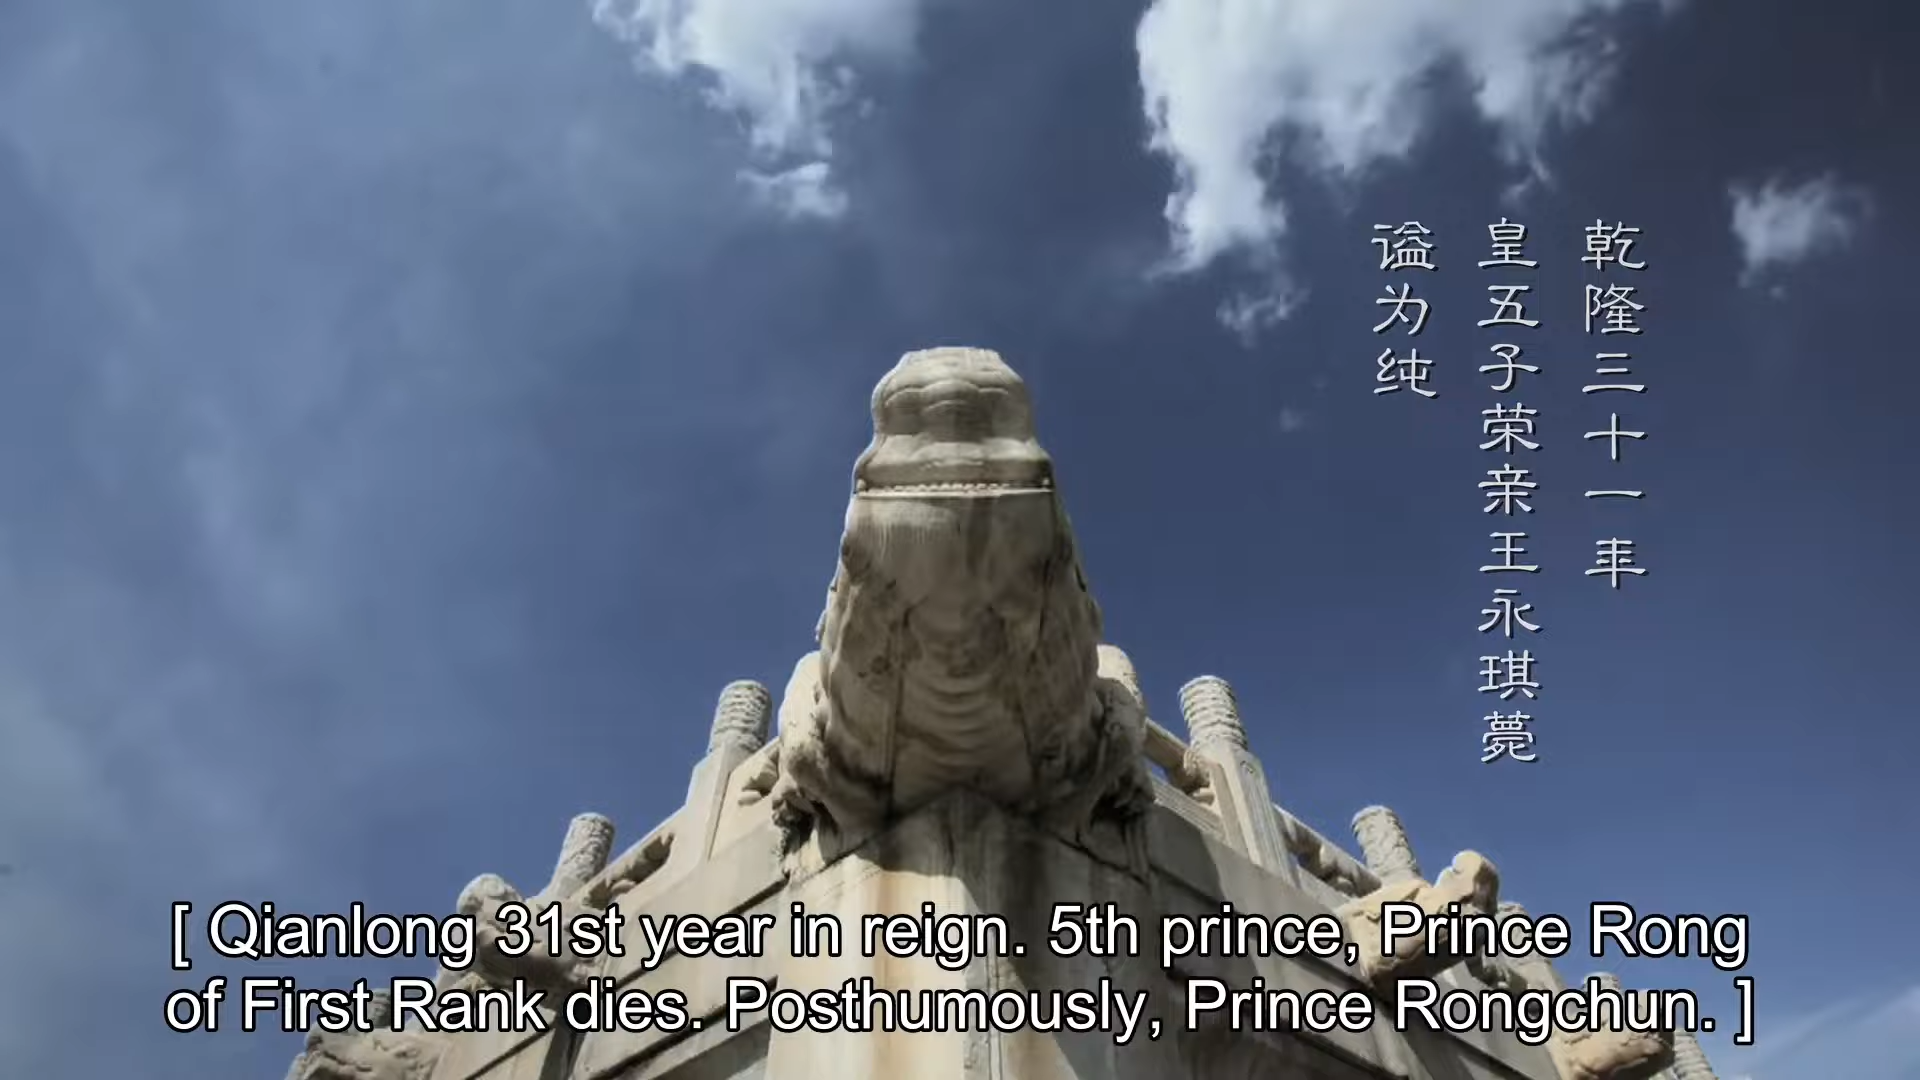 乾隆三十一年
皇五子荣亲王永琪薨
谥为纯
[ Qianlong 31st year in reign. 5th prince, Prince Rong
of First Rank dies. Posthumously, Prince Rongchun. ]